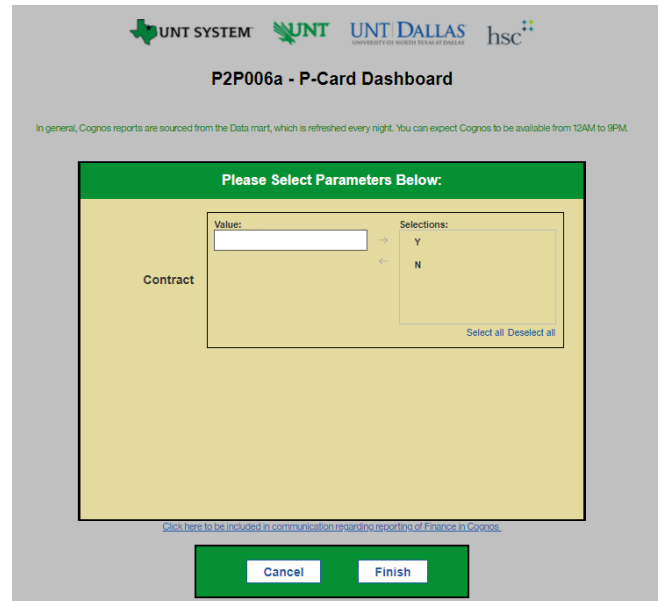 UNT SYSTEM UNT UNT DALLAS hsc
UNIVERSITY OF NORTH TEXAS AT DALLAS
P2P006a - P-Card Dashboard
In general, Cognos reports are sourced from the Data mart, which is refreshed every night. You can expect Cognos to be available from 12AM to 9PM.
Please Select Parameters Below:
Value: Selections:
Y
N
Contract
Select all Deselect all
Click here to be included in communication regarding reporting of Finance in Cognos.
Cancel Finish